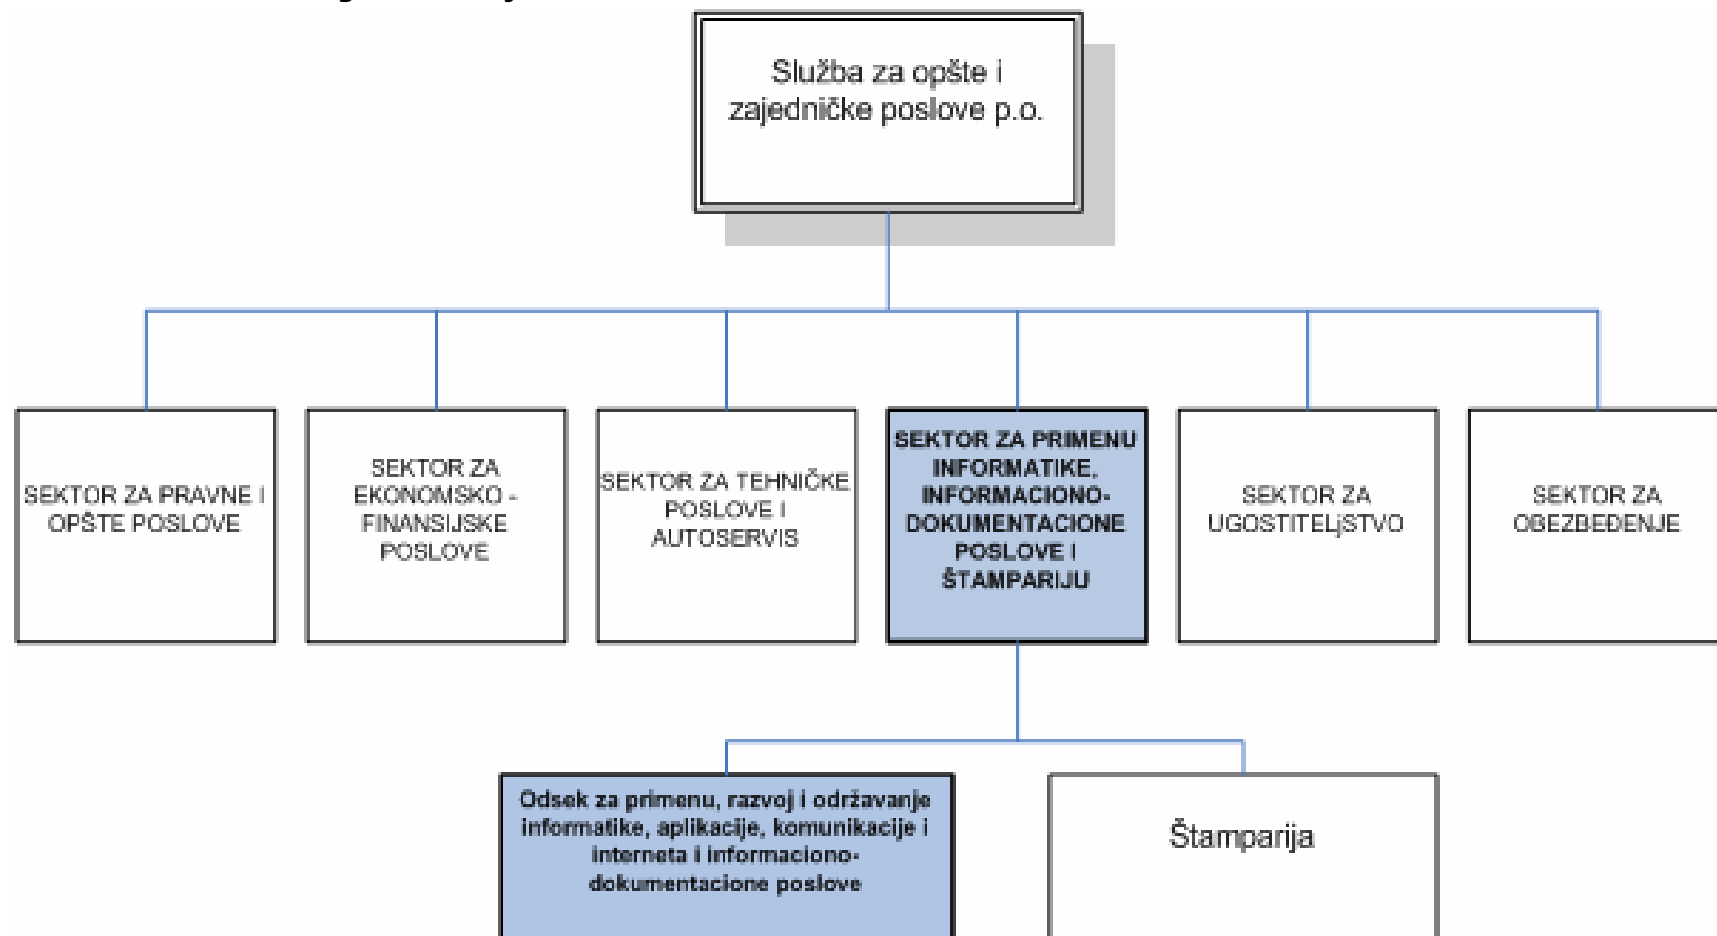 Služba za opšte i
zajedničke poslove p.o.
SEKTOR ZA PRAVNE I
OPŠTE POSLOVE
SEKTOR ZA
EKONOMSKO -
FINANSIJSKE
POSLOVE
SEKTOR ZA TEHNIČKE
POSLOVE I
AUTOSERVIS
SEKTOR ZA PRIMENU
INFORMATIKE,
INFORMACIONO-
DOKUMENTACIONE
POSLOVE I
ŠTAMPARIJU
SEKTOR ZA
UGOSTITELjSTVO
SEKTOR ZA
OBEZBEĐENJE
Odsek za primenu, razvoj i održavanje
informatike, aplikacije, komunikacije i
interneta i informaciono-
dokumentacione poslove
Štamparija